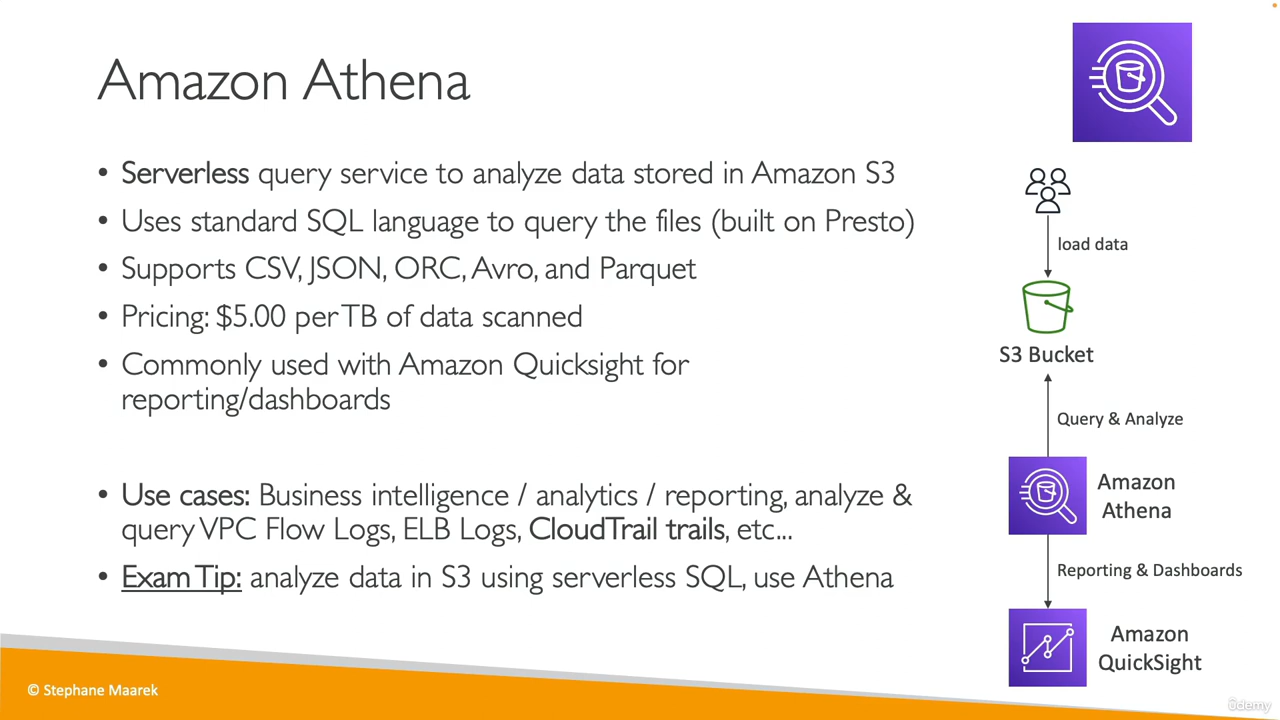 Amazon Athena
• Serverless query service to analyze data stored in Amazon S3
• Uses standard SQL language to query the files (built on Presto)
• Supports CSV, JSON, ORC, Avro, and Parquet
• Pricing: $5.00 per TB of data scanned
• Commonly used with Amazon Quicksight for
reporting/dashboards
• Use cases: Business intelligence / analytics / reporting, analyze &
query VPC Flow Logs, ELB Logs, CloudTrail trails, etc...
• Exam Tip: analyze data in S3 using serverless SQL, use Athena
load data
S3 Bucket
Query & Analyze
Amazon
Athena
Reporting & Dashboards
Amazon
QuickSight
© Stephane Maarek
ûdemy